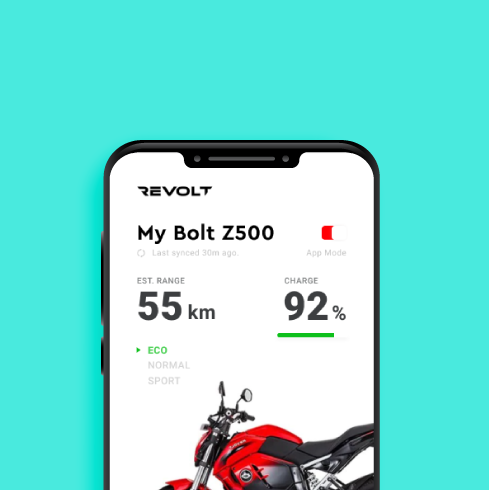 REVOLT
My Bolt Z500
Last synced 30m ago.
App Mode
EST. RANGE
55 km
CHARGE
92%
ECO
NORMAL
SPORT